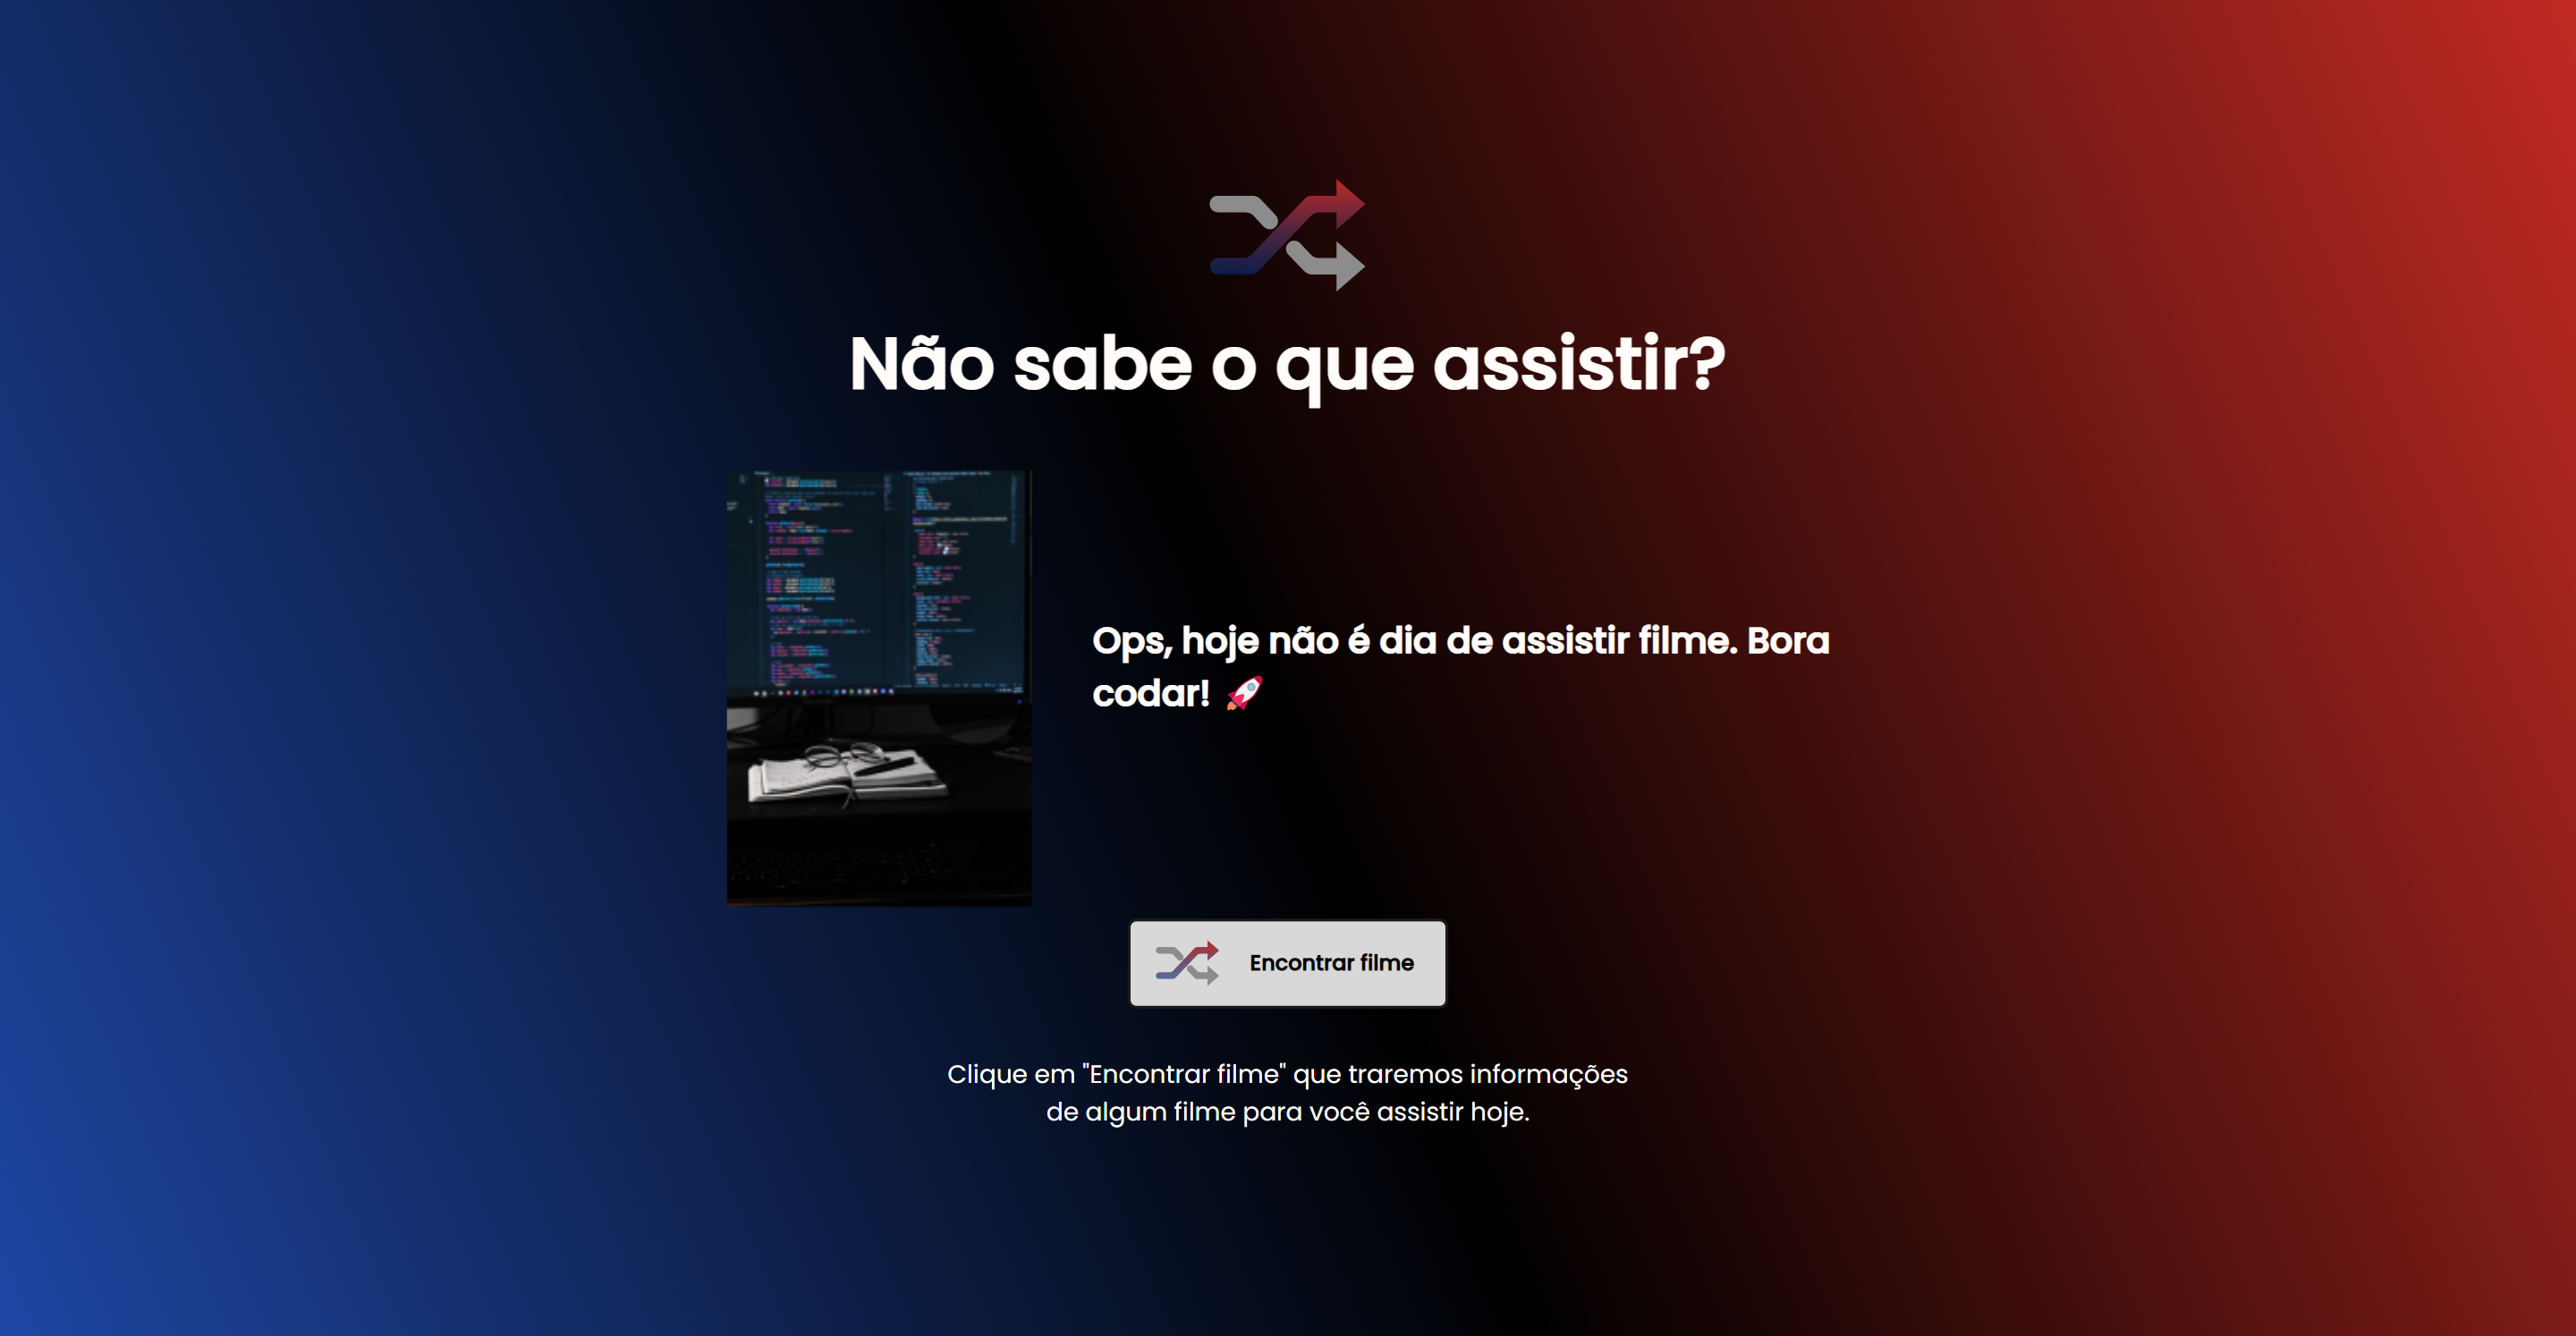 Não sabe o que assistir?
Ops, hoje não é dia de assistir filme. Bora
codar! 🚀
Encontrar filme
Clique em "Encontrar filme" que traremos informações
de algum filme para você assistir hoje.